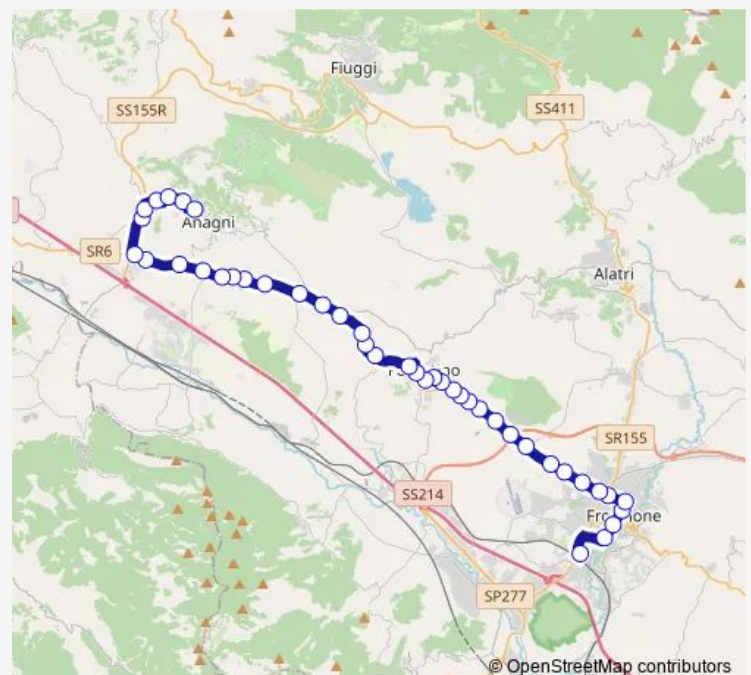 Fiuggi
SS155R
SS411
Anagni
SR6
Alatri
SR155
SS214
SP277
© OpenStreetMap contributors